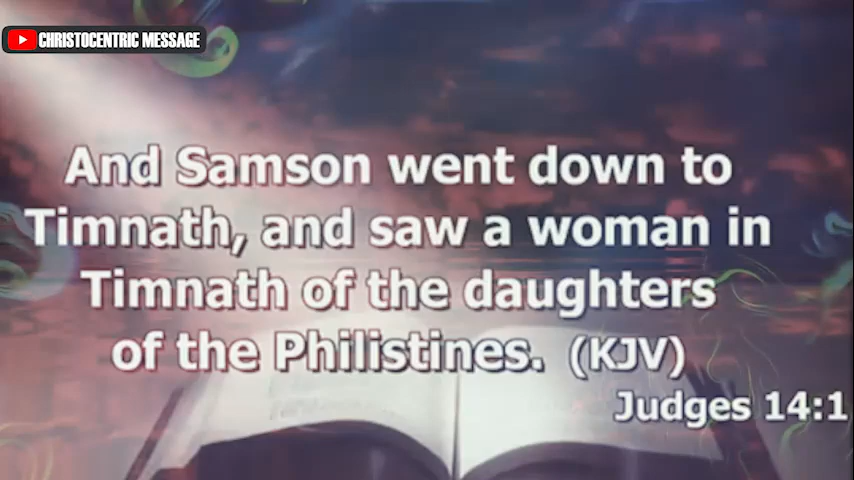 CHRISTOCENTRIC MESSAGE
And Samson went down to
Timnath, and saw a woman in
Timnath of the daughters
of the Philistines. (KJV)
Judges 14:1